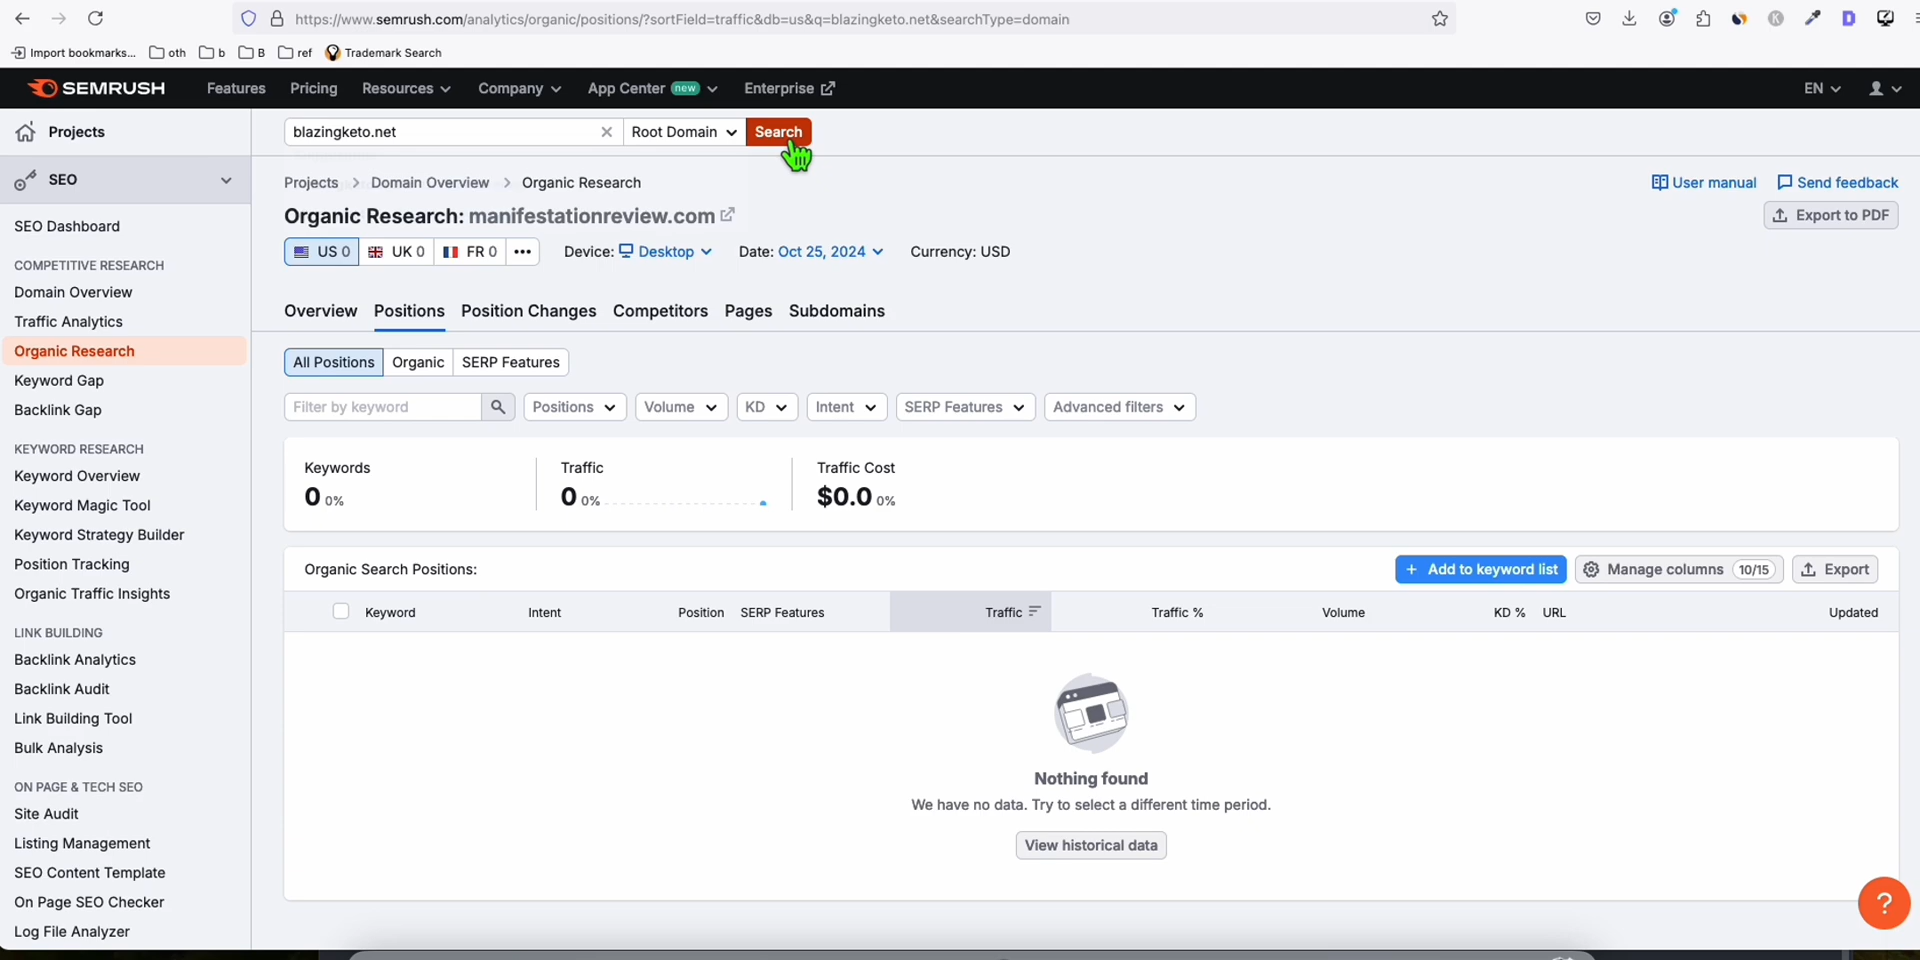 https://www.semrush.com/analytics/organic/positions/?sortField=traffic&db=us&q=blazingketo.net&searchType=domain
Import bookmarks... oth b B ref Trademark Search
SEMRUSH Features Pricing Resources Company App Center new Enterprise EN
Projects
blazingketo.net Root Domain Search
SEO
Projects > Domain Overview > Organic Research
User manual Send feedback
Organic Research: manifestationreview.com
Export to PDF
US 0 UK 0 FR 0 ••• Device: Desktop Date: Oct 25, 2024 Currency: USD
Overview Positions Position Changes Competitors Pages Subdomains
All Positions Organic SERP Features
Filter by keyword Positions Volume KD Intent SERP Features Advanced filters
Keywords Traffic Traffic Cost
0 0% 0 0% $0.0 0%
Organic Search Positions:
+ Add to keyword list Manage columns 10/15 Export
Keyword Intent Position SERP Features Traffic Traffic % Volume KD % URL Updated
Nothing found
We have no data. Try to select a different time period.
View historical data
SEO Dashboard
COMPETITIVE RESEARCH
Domain Overview
Traffic Analytics
Organic Research
Keyword Gap
Backlink Gap
KEYWORD RESEARCH
Keyword Overview
Keyword Magic Tool
Keyword Strategy Builder
Position Tracking
Organic Traffic Insights
LINK BUILDING
Backlink Analytics
Backlink Audit
Link Building Tool
Bulk Analysis
ON PAGE & TECH SEO
Site Audit
Listing Management
SEO Content Template
On Page SEO Checker
Log File Analyzer
?